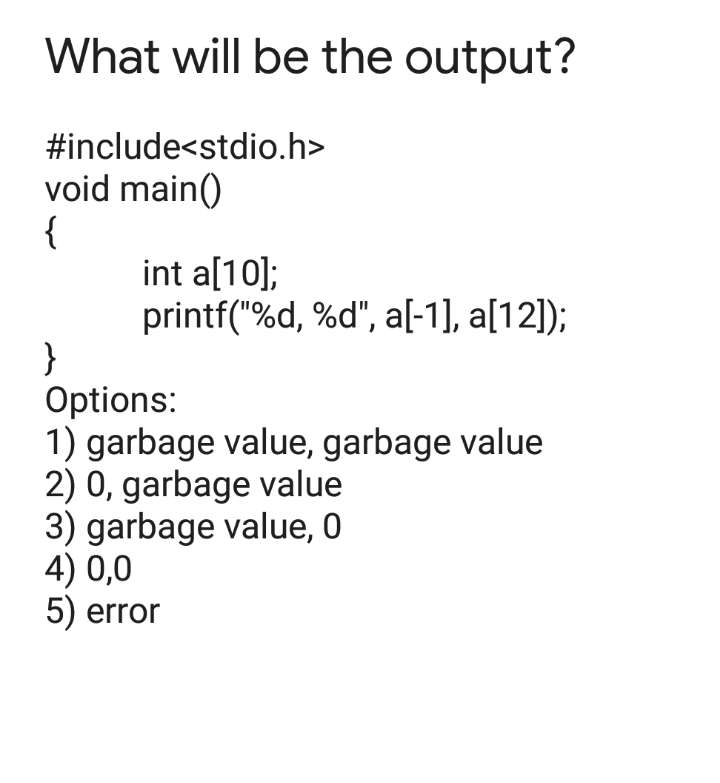 What will be the output?
#include<stdio.h>
void main()
{
int a[10];
printf("%d, %d", a[-1], a[12]);
}
Options:
1) garbage value, garbage value
2) 0, garbage value
3) garbage value, 0
4) 0,0
5) error